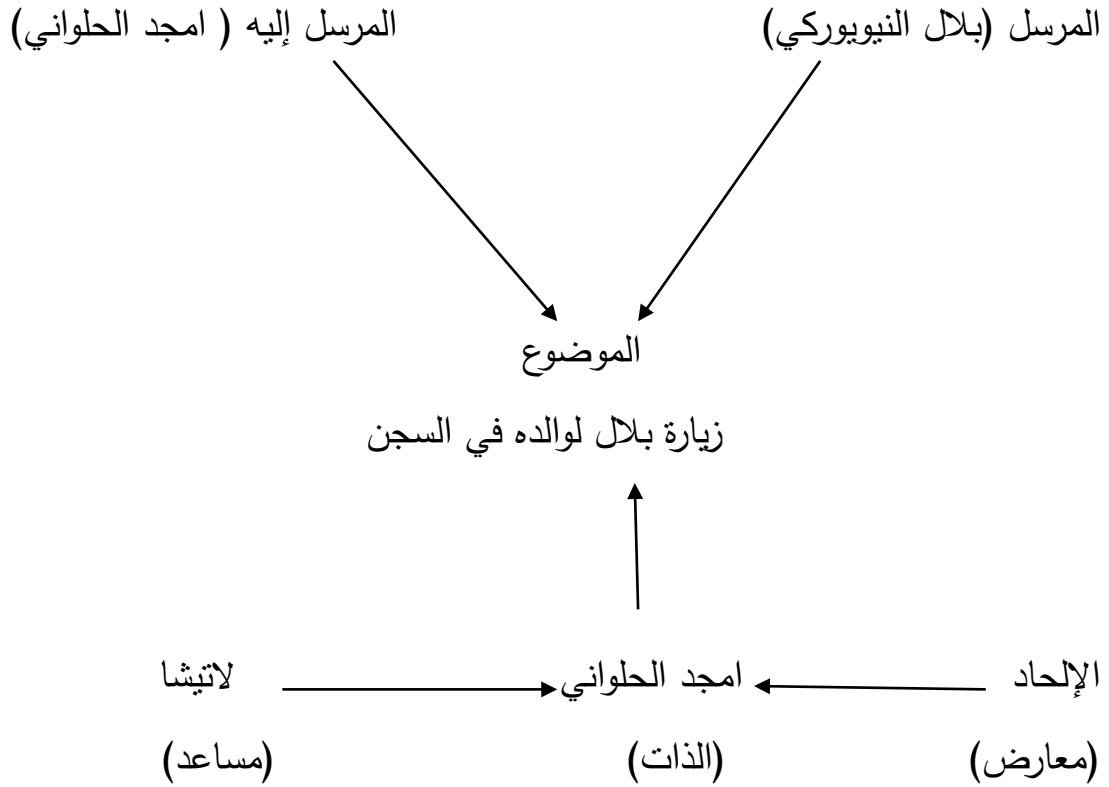 المرسل (بلال النيويوركي) المرسل إليه ( امجد الحلواني)
الموضوع
زيارة بلال لوالده في السجن
الإلحاد امجد الحلواني لاتيشا
(معارض) (الذات) (مساعد)